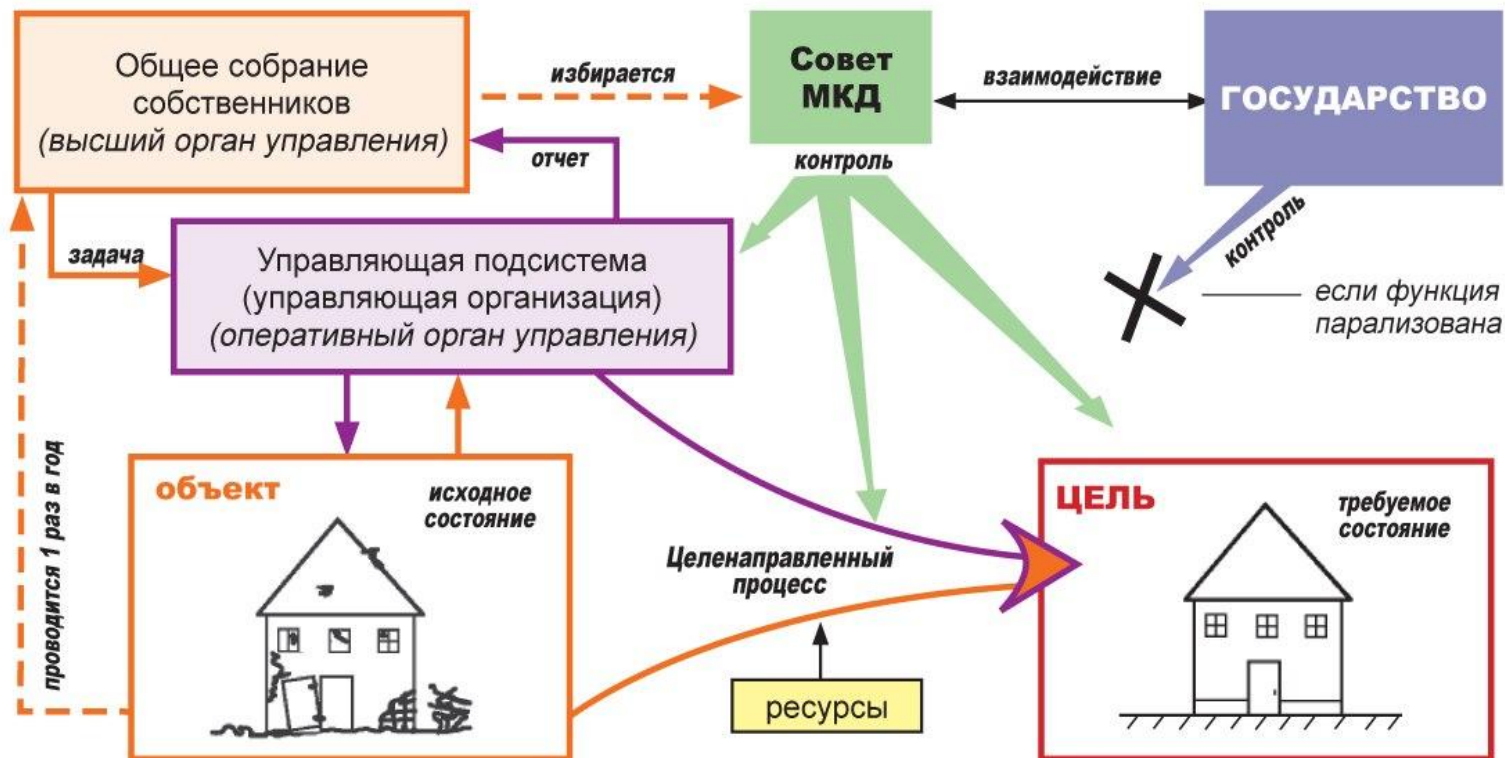 Общее собрание
собственников
(высший орган управления)
избирается
Совет
МКД
взаимодействие
ГОСУДАРСТВО
отчет
контроль
контроль
задача
Управляющая подсистема
(управляющая организация)
(оперативный орган управления)
если функция
парализована
проводится 1 раз в год
объект
исходное
состояние
Целенаправленный
процесс
ресурсы
ЦЕЛЬ
требуемое
состояние